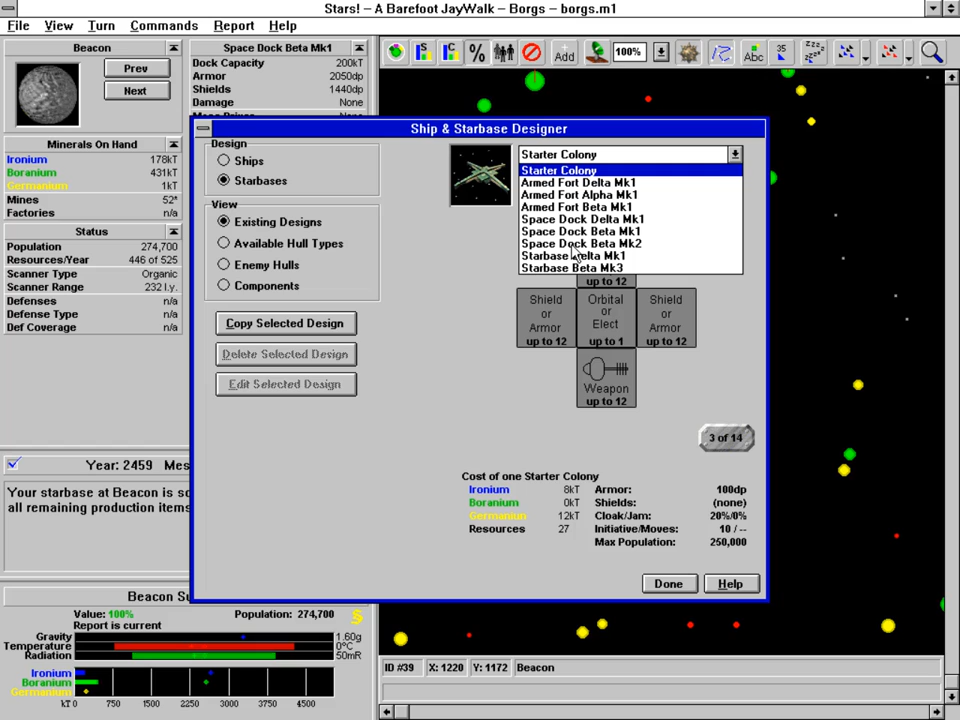 Stars! – A Barefoot JayWalk – Borgs – borgs.m1
File View Turn Commands Report Help
Beacon
Prev
Next
Minerals On Hand
Ironium 178kT
Boranium 431kT
Germanium 1kT
Mines 52*
Factories n/a
Status
Population 274,700
Resources/Year 446 of 525
Scanner Type Organic
Scanner Range 232 l.y.
Defenses n/a
Defense Type n/a
Def Coverage n/a
Space Dock Beta Mk1
Dock Capacity 200kT
Armor 2050dp
Shields 1440dp
Damage None
S C % Add 100% Abc 35 zzz
Ship & Starbase Designer
Design
Ships
Starbases
View
Existing Designs
Available Hull Types
Enemy Hulls
Components
Copy Selected Design
Delete Selected Design
Edit Selected Design
Starter Colony
Starter Colony
Armed Fort Delta Mk1
Armed Fort Alpha Mk1
Armed Fort Beta Mk1
Space Dock Delta Mk1
Space Dock Beta Mk1
Space Dock Beta Mk2
Starbase Delta Mk1
Starbase Beta Mk3
up to 12
Shield or Armor up to 12
Orbital or Elect up to 1
Shield or Armor up to 12
Weapon up to 12
3 of 14
Cost of one Starter Colony
Ironium 8kT Armor: 100dp
Boranium 0kT Shields: (none)
Germanium 12kT Cloak/Jam: 20%/0%
Resources 27 Initiative/Moves: 10 / --
Max Population: 250,000
Done Help
Year: 2459 Mes
Your starbase at Beacon is sc
all remaining production items
Beacon Su
Value: 100% Population: 274,700
Report is current
Gravity 1.60g
Temperature 0°C
Radiation 50mR
Ironium
Boranium
Germanium
kT 0 750 1500 2250 3000 3750 4500
ID #39 X: 1220 Y: 1172 Beacon